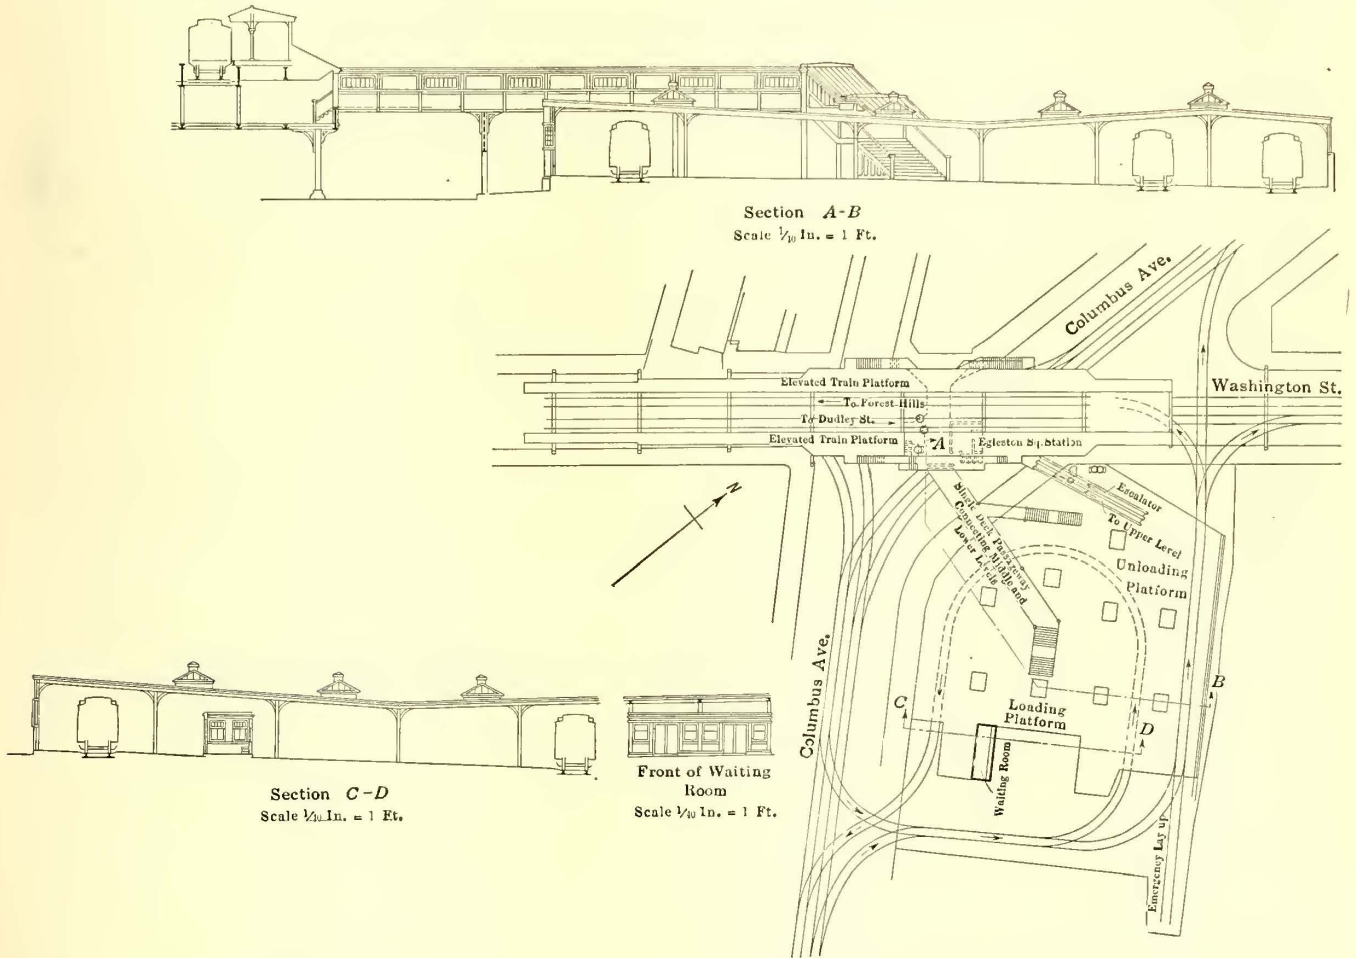 Section A-B
Scale 1/10 In. = 1 Ft.
Columbus Ave.
Elevated Train Platform
Washington St.
To Forest Hills
To Dudley St.
Elevated Train Platform
A
Egleston Sq. Station
N
Single Deck Passageway
Connecting Middle and
Lower Levels
Escalator
To Upper Level
Unloading
Platform
Columbus Ave.
B
C
Loading
Platform
D
Waiting Room
Emergency Lay up
Section C-D
Scale 1/10 In. = 1 Ft.
Front of Waiting
Room
Scale 1/10 In. = 1 Ft.